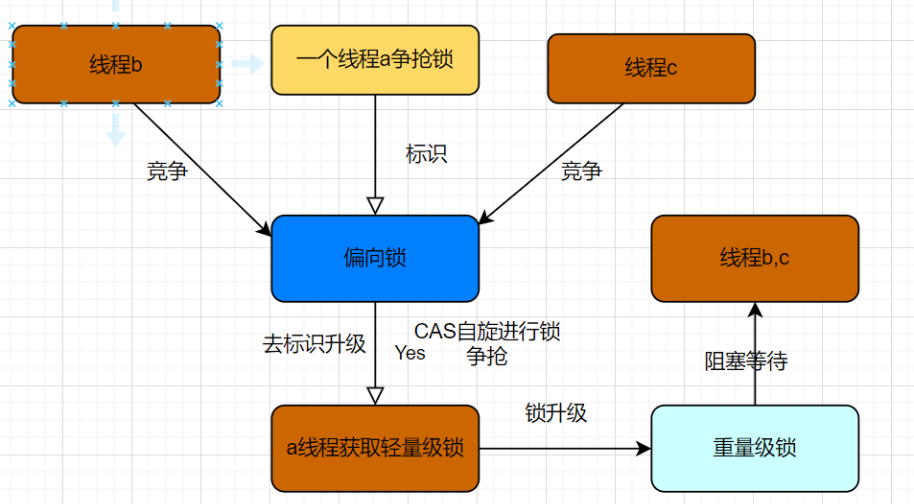 线程b
一个线程a争抢锁
线程c
竞争
标识
竞争
偏向锁
线程b,c
去标识升级
Yes
CAS自旋进行锁
争抢
阻塞等待
锁升级
a线程获取轻量级锁
重量级锁